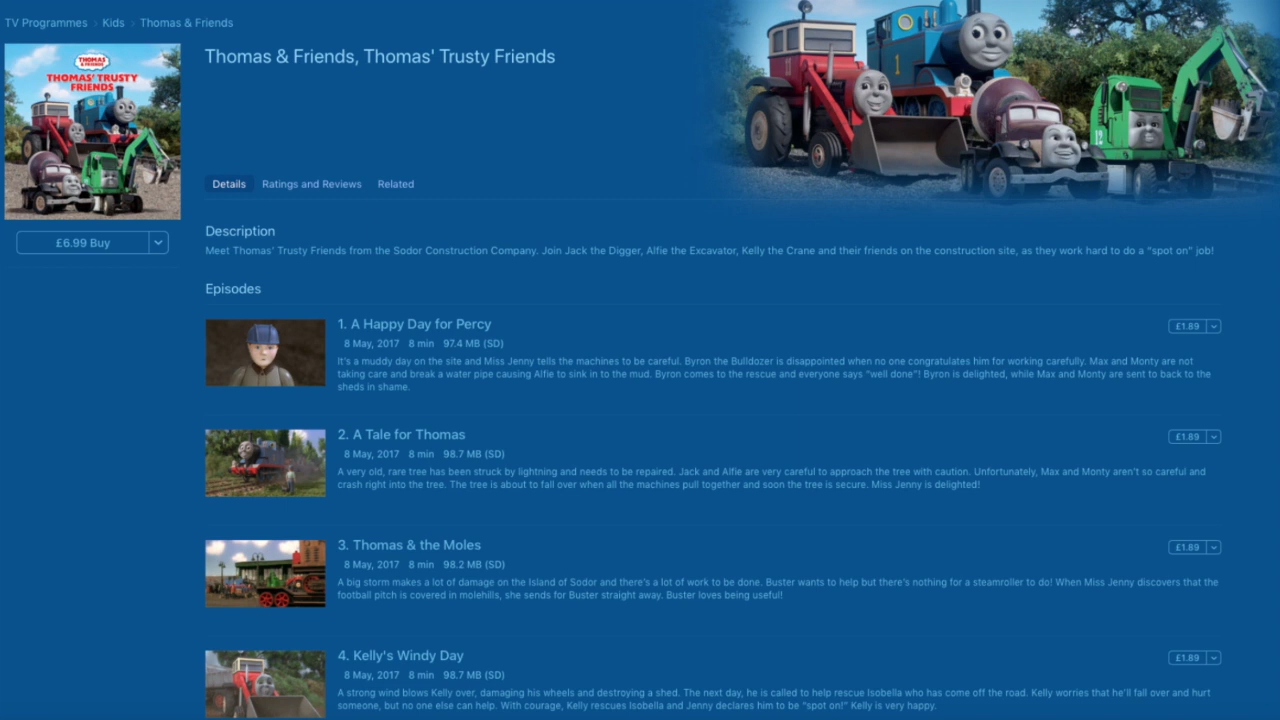 TV Programmes > Kids > Thomas & Friends
THOMAS & FRIENDS
THOMAS' TRUSTY
FRIENDS
£6.99 Buy
Thomas & Friends, Thomas' Trusty Friends
1
12
Details Ratings and Reviews Related
Description
Meet Thomas' Trusty Friends from the Sodor Construction Company. Join Jack the Digger, Alfie the Excavator, Kelly the Crane and their friends on the construction site, as they work hard to do a “spot on” job!
Episodes
1. A Happy Day for Percy
£1.89
8 May, 2017 8 min 97.4 MB (SD)
It's a muddy day on the site and Miss Jenny tells the machines to be careful. Byron the Bulldozer is disappointed when no one congratulates him for working carefully. Max and Monty are not
taking care and break a water pipe causing Alfie to sink in to the mud. Byron comes to the rescue and everyone says “well done”! Byron is delighted, while Max and Monty are sent to back to the
sheds in shame.
2. A Tale for Thomas
£1.89
8 May, 2017 8 min 98.7 MB (SD)
A very old, rare tree has been struck by lightning and needs to be repaired. Jack and Alfie are very careful to approach the tree with caution. Unfortunately, Max and Monty aren't so careful and
crash right into the tree. The tree is about to fall over when all the machines pull together and soon the tree is secure. Miss Jenny is delighted!
3. Thomas & the Moles
£1.89
8 May, 2017 8 min 98.2 MB (SD)
A big storm makes a lot of damage on the Island of Sodor and there's a lot of work to be done. Buster wants to help but there's nothing for a steamroller to do! When Miss Jenny discovers that the
football pitch is covered in molehills, she sends for Buster straight away. Buster loves being useful!
4. Kelly's Windy Day
£1.89
8 May, 2017 8 min 98.7 MB (SD)
A strong wind blows Kelly over, damaging his wheels and destroying a shed. The next day, he is called to help rescue Isobella who has come off the road. Kelly worries that he'll fall over and hurt
someone, but no one else can help. With courage, Kelly rescues Isobella and Jenny declares him to be “spot on!” Kelly is very happy.